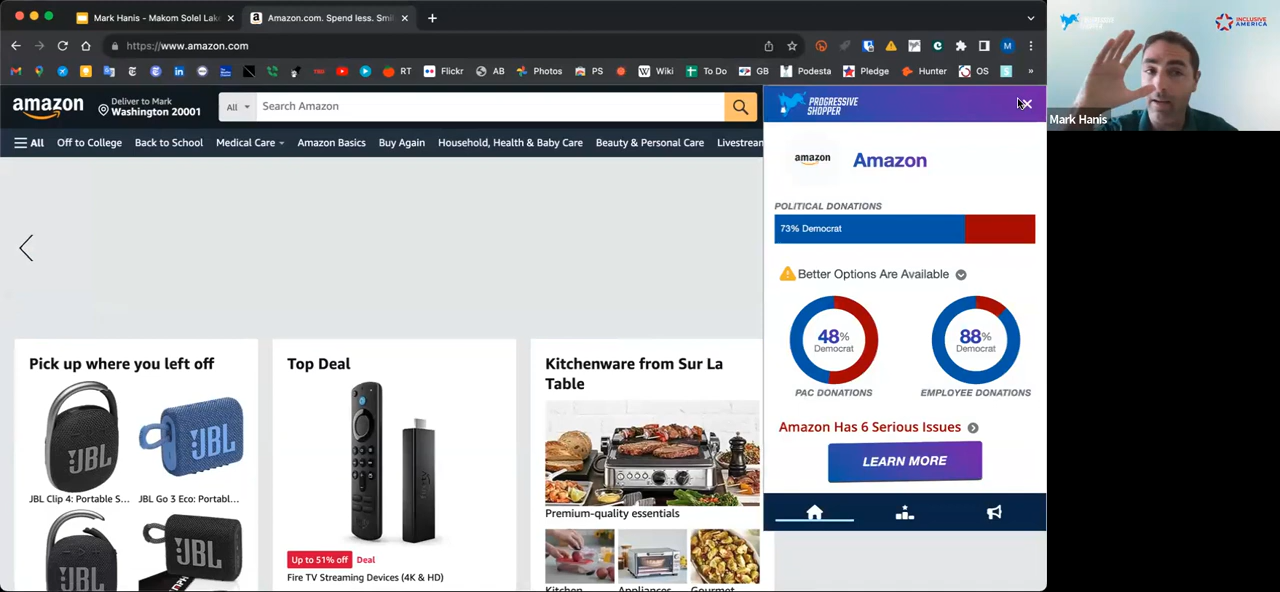 Mark Hanis - Makom Solel Lak
Amazon.com. Spend less. Smi
https://www.amazon.com
RT
Flickr
AB
Photos
PS
Wiki
To Do
GB
Podesta
Pledge
Hunter
OS
amazon
Deliver to Mark
Washington 20001
All
Search Amazon
All
Off to College
Back to School
Medical Care
Amazon Basics
Buy Again
Household, Health & Baby Care
Beauty & Personal Care
Livestream
PROGRESSIVE
SHOPPER
amazon
Amazon
POLITICAL DONATIONS
73% Democrat
Better Options Are Available
48%
Democrat
PAC DONATIONS
88%
Democrat
EMPLOYEE DONATIONS
Amazon Has 6 Serious Issues
LEARN MORE
Pick up where you left off
JBL
JBL
JBL Clip 4: Portable S...
JBL Go 3 Eco: Portabl...
JBL
JBL
Top Deal
Up to 51% off
Deal
Fire TV Streaming Devices (4K & HD)
Kitchenware from Sur La
Table
Premium-quality essentials
Kitchen
Appliances
Gourmet
INCLUSIVE
AMERICA
Mark Hanis